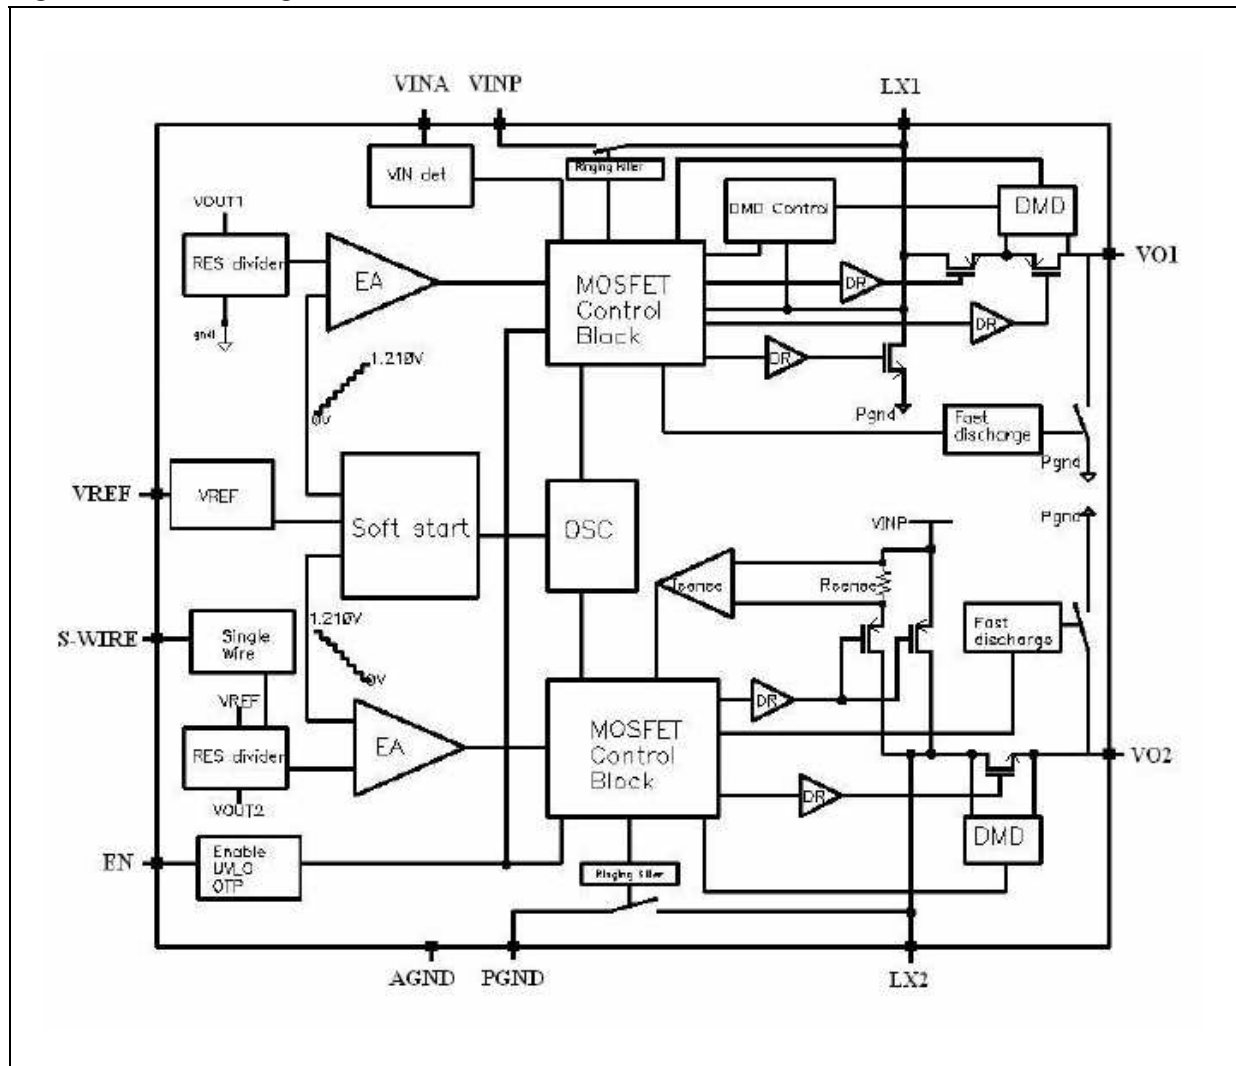 VINA VINP LX1
Ringing Killer
VIN det
VOUT1
DMD Control
DMD
RES divider
EA
MOSFET
Control
Block
DR
VO1
gnd
DR
1.210V
DR
0V
Pgnd
Fast
discharge
Pgnd
VREF
VREF
Soft start
OSC
VINP
Pgnd
Isense
Rsense
S-WIRE
Single
Wire
1.210V
0V
Fast
discharge
VREF
RES divider
EA
MOSFET
Control
Block
DR
VO2
VOUT2
DR
DMD
EN
Enable
UVLO
OTP
Ringing Killer
AGND PGND LX2